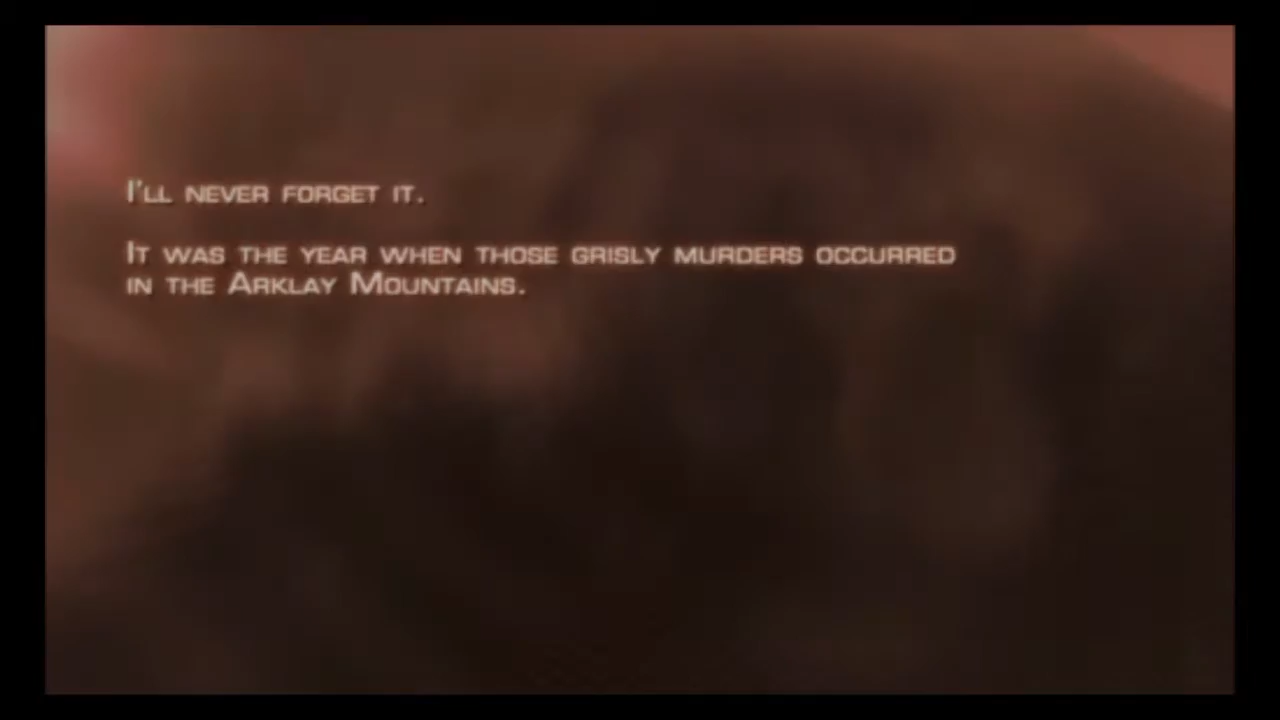 I'll never forget it.
It was the year when those grisly murders occurred
in the Arklay Mountains.